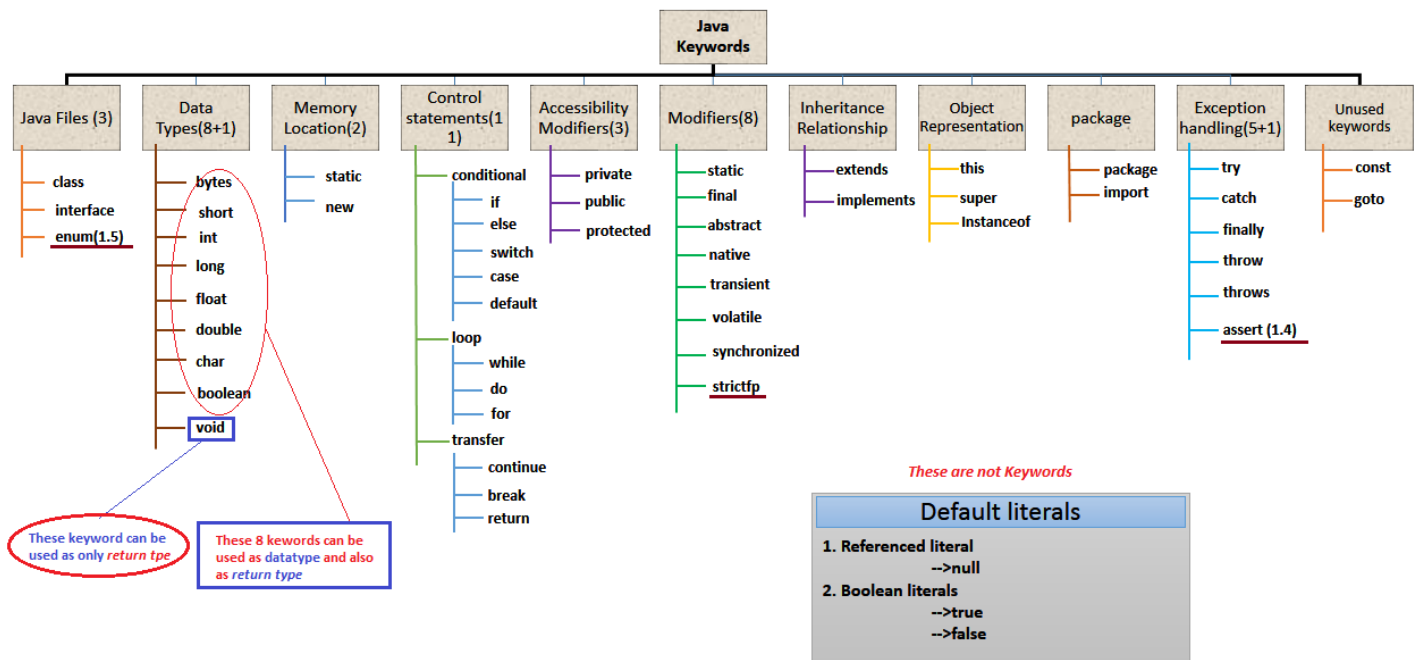 Java
Keywords
Java Files (3)
class
interface
enum(1.5)
Data
Types(8+1)
bytes
short
int
long
float
double
char
boolean
void
Memory
Location(2)
static
new
Control
statements(1
1)
conditional
if
else
switch
case
default
loop
while
do
for
transfer
continue
break
return
Accessibility
Modifiers(3)
private
public
protected
Modifiers(8)
static
final
abstract
native
transient
volatile
synchronized
strictfp
Inheritance
Relationship
extends
implements
Object
Representation
this
super
Instanceof
package
package
import
Exception
handling(5+1)
try
catch
finally
throw
throws
assert (1.4)
Unused
keywords
const
goto
These keyword can be
used as only return tpe
These 8 kewords can be
used as datatype and also
as return type
These are not Keywords
Default literals
1. Referenced literal
-->null
2. Boolean literals
-->true
-->false